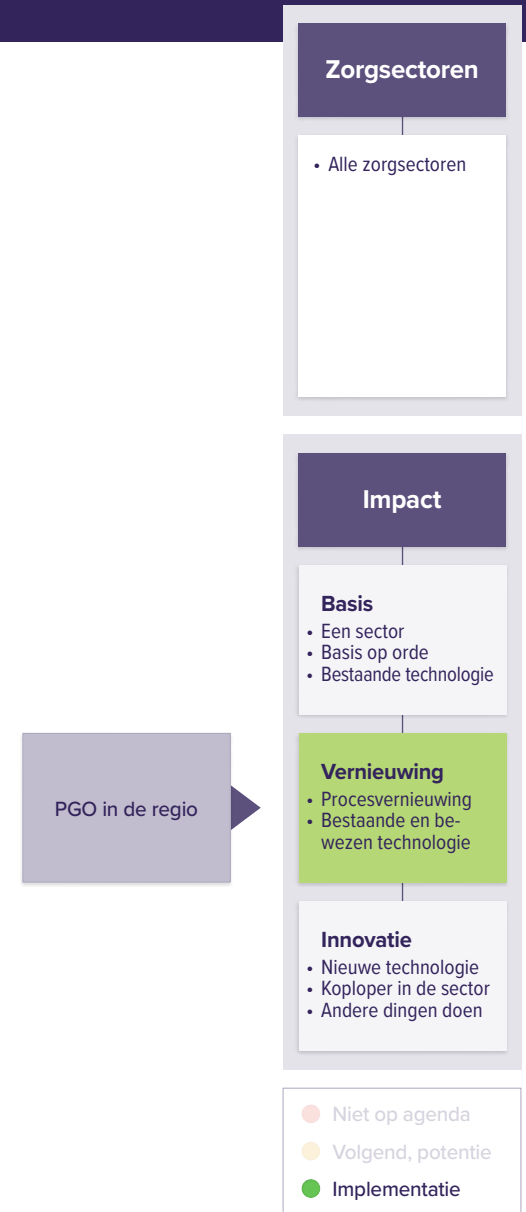 Zorgsectoren
• Alle zorgsectoren
Impact
Basis
• Een sector
• Basis op orde
• Bestaande technologie
PGO in de regio
Vernieuwing
• Procesvernieuwing
• Bestaande en be-
wezen technologie
Innovatie
• Nieuwe technologie
• Koploper in de sector
• Andere dingen doen
Niet op agenda
Volgend, potentie
Implementatie